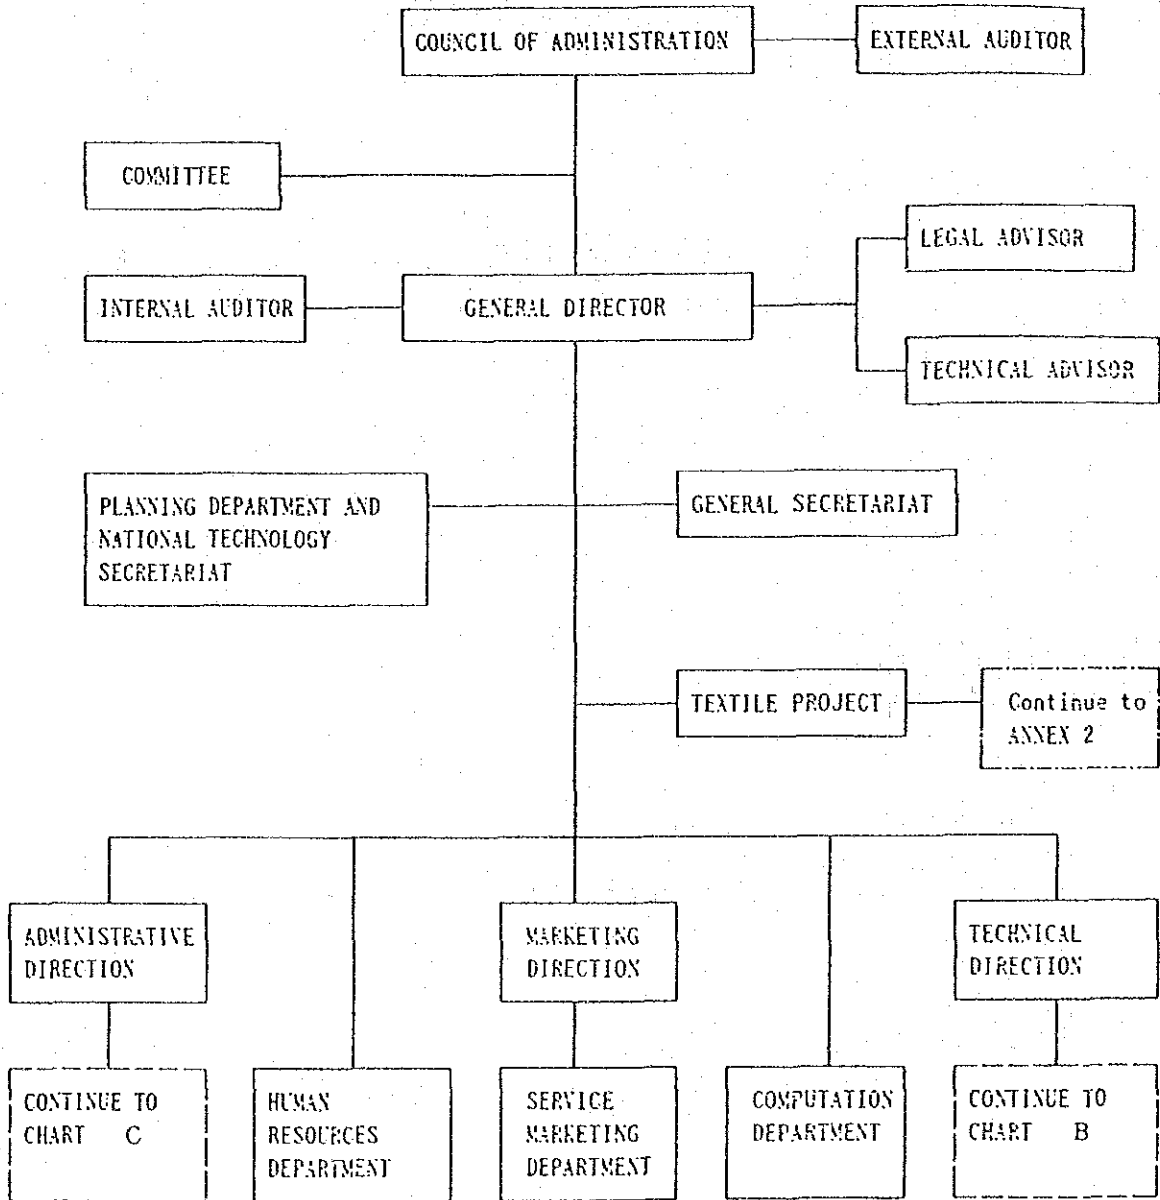 COUNCIL OF ADMINISTRATION
EXTERNAL AUDITOR
COMMITTEE
LEGAL ADVISOR
INTERNAL AUDITOR
GENERAL DIRECTOR
TECHNICAL ADVISOR
PLANNING DEPARTMENT AND
NATIONAL TECHNOLOGY
SECRETARIAT
GENERAL SECRETARIAT
TEXTILE PROJECT
Continue to
ANNEX 2
ADMINISTRATIVE
DIRECTION
MARKETING
DIRECTION
TECHNICAL
DIRECTION
CONTINUE TO
CHART C
HUMAN
RESOURCES
DEPARTMENT
SERVICE
MARKETING
DEPARTMENT
COMPUTATION
DEPARTMENT
CONTINUE TO
CHART B